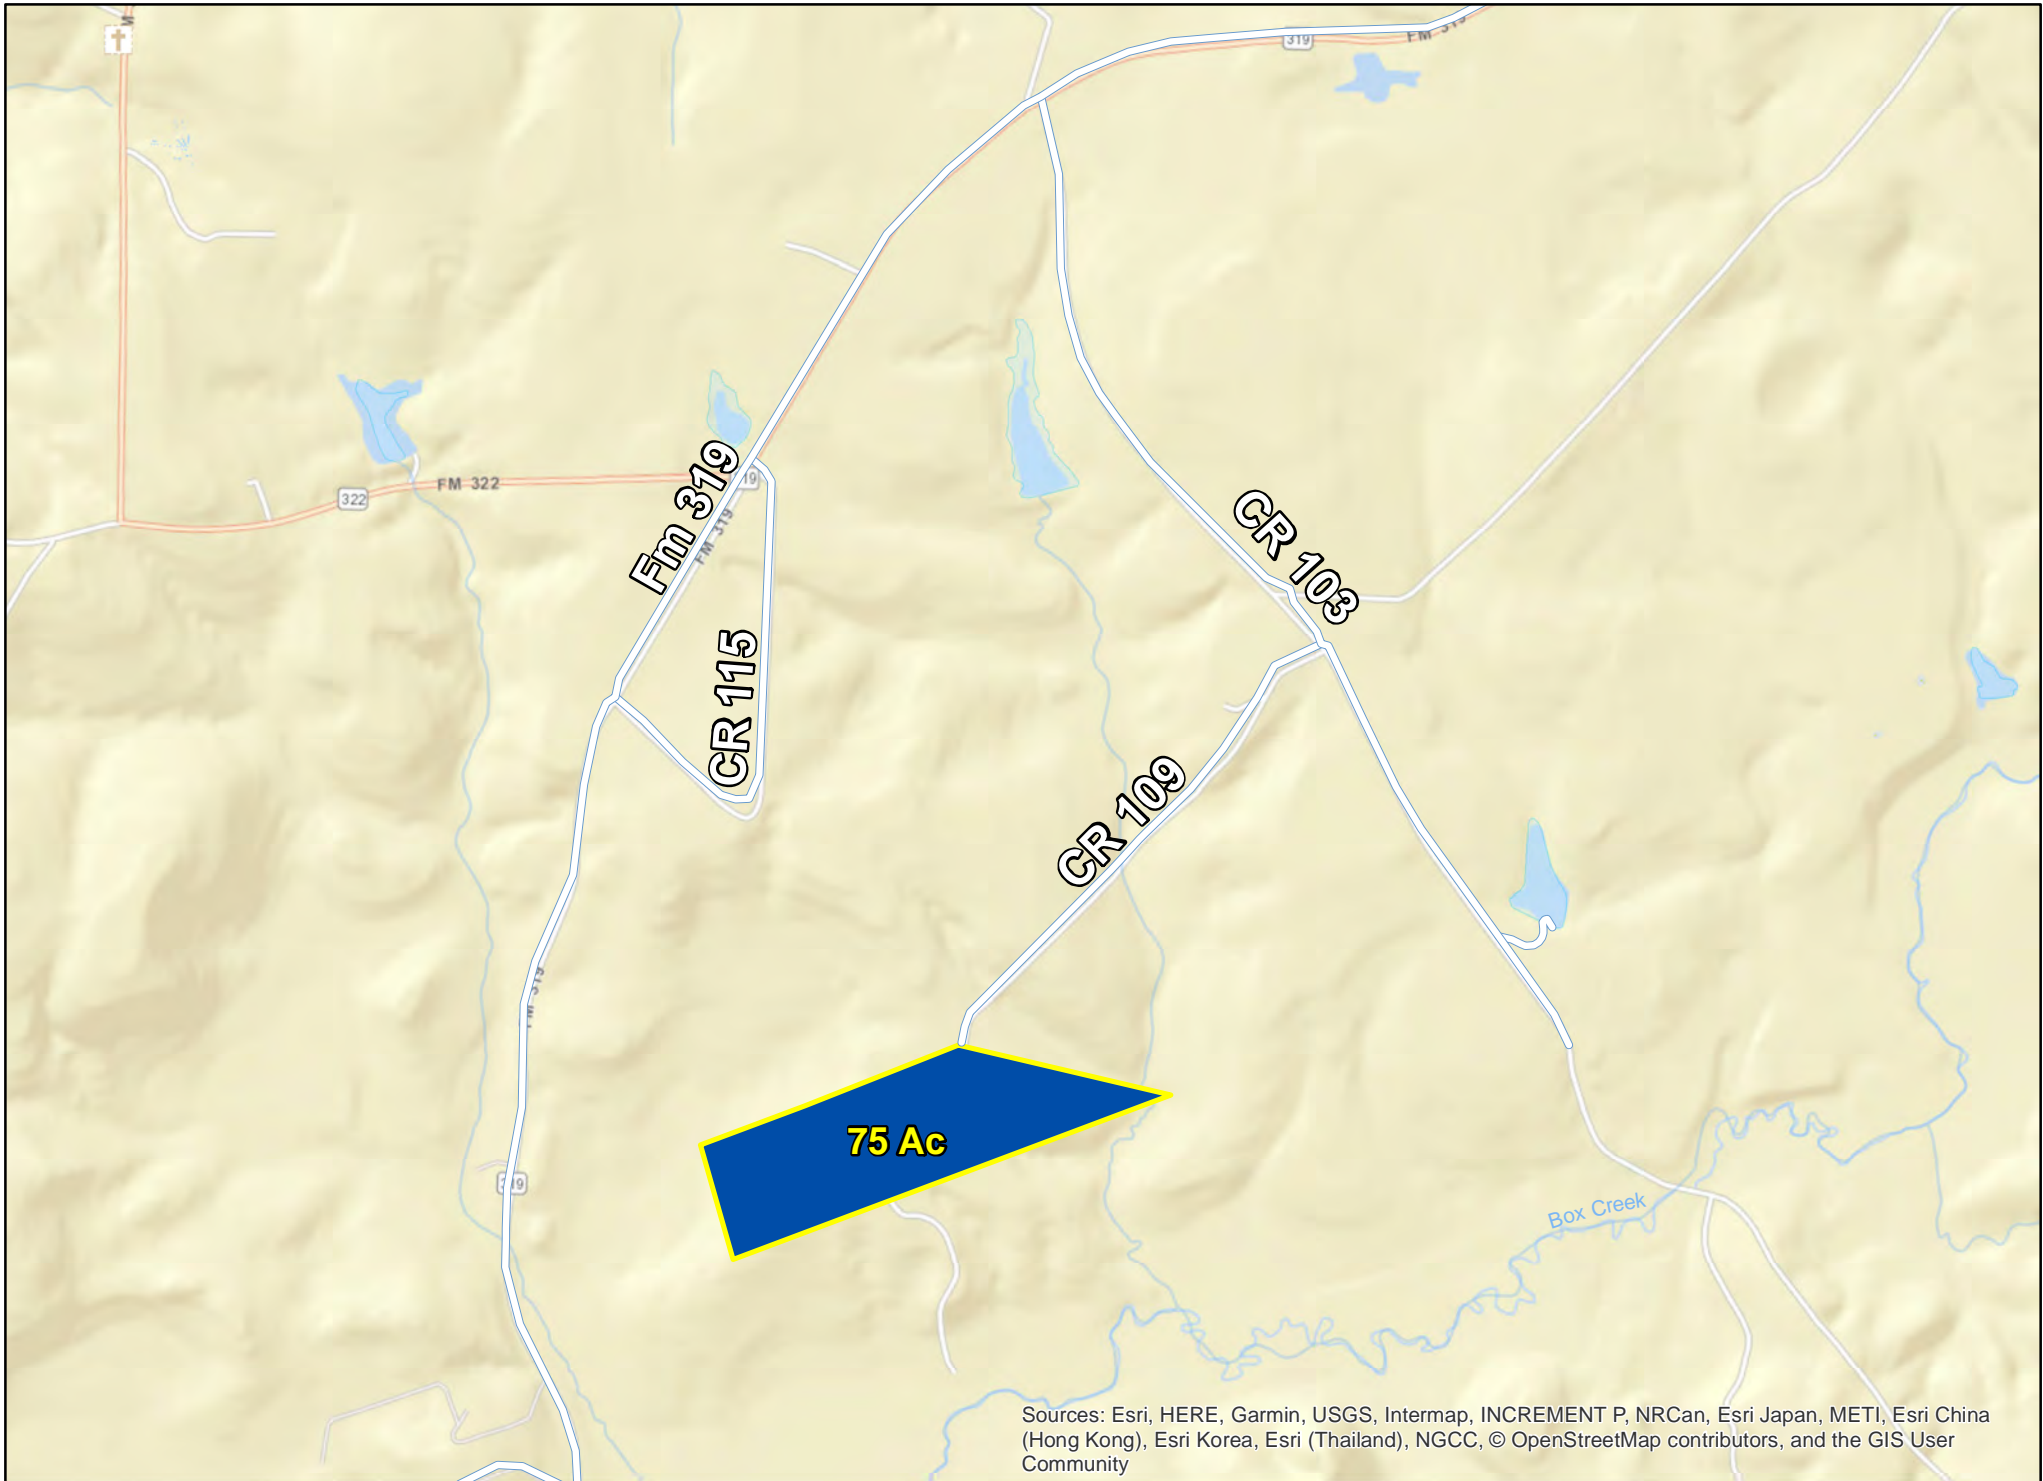 M
319
FM 319
322
FM 322
Fm 319
19
FM 319
CR 103
CR 115
CR 109
FM 319
75 Ac
319
Box Creek
Sources: Esri, HERE, Garmin, USGS, Intermap, INCREMENT P, NRCan, Esri Japan, METI, Esri China
(Hong Kong), Esri Korea, Esri (Thailand), NGCC, © OpenStreetMap contributors, and the GIS User
Community